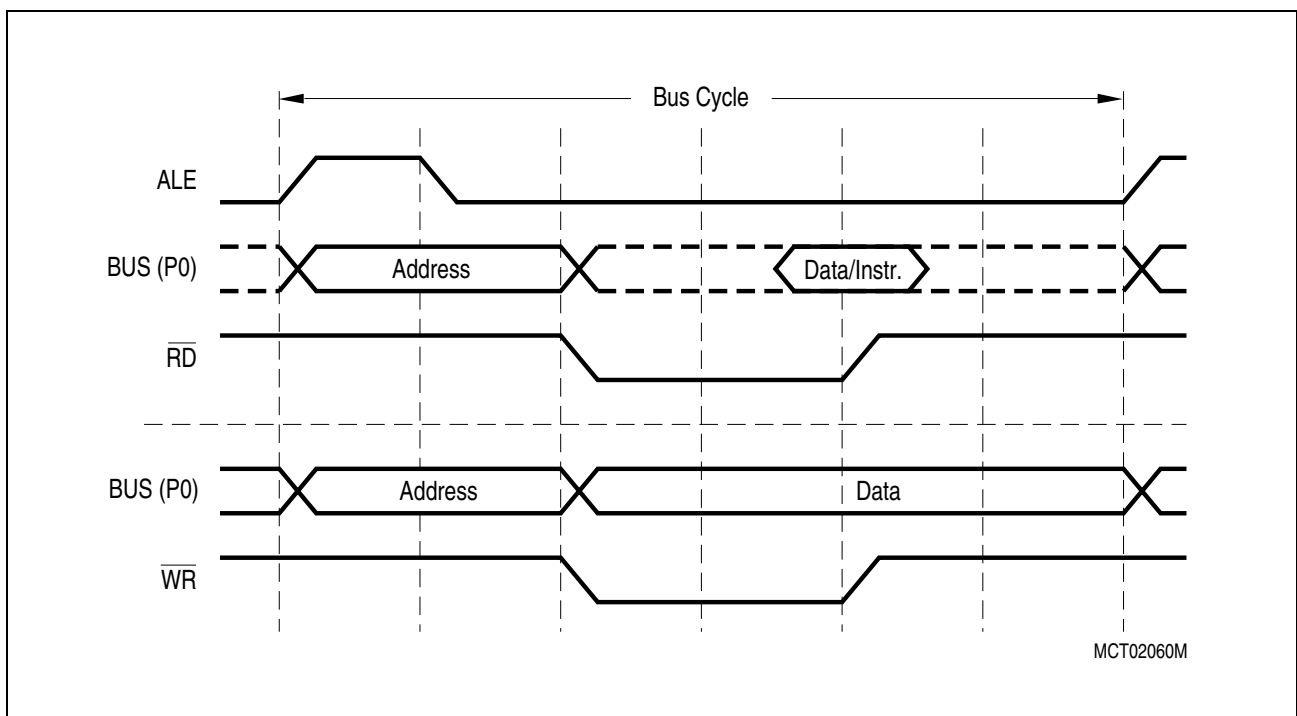 Bus Cycle
ALE
BUS (P0)
Address
Data/Instr.
RD
BUS (P0)
Address
Data
WR
MCT02060M